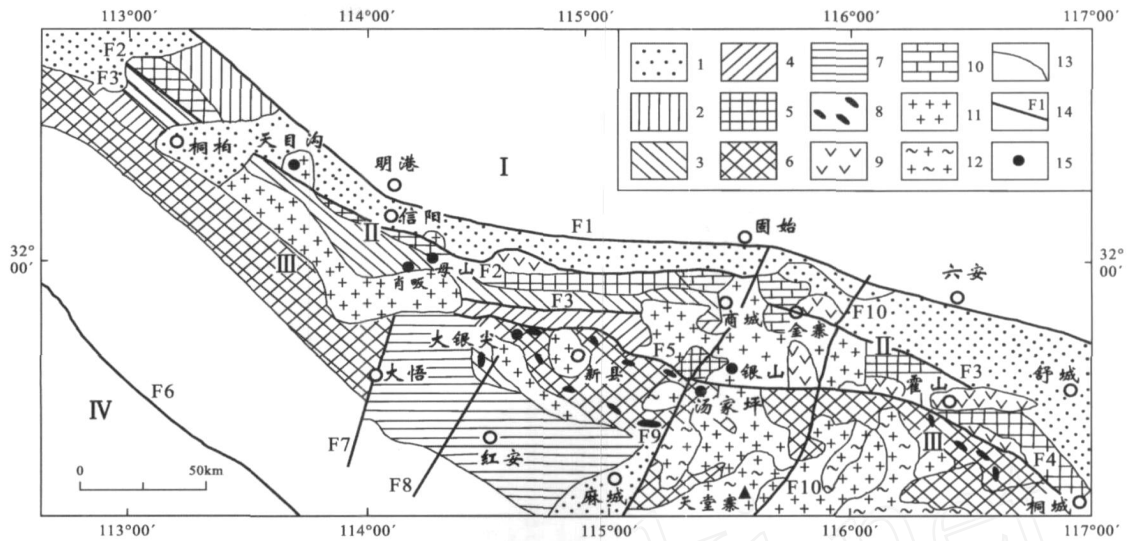 113°00′ 114°00′ 115°00′ 116°00′ 117°00′
1 4 7 10 13
2 5 8 11 F1 14
3 6 9 12 15
F2
F3
桐柏
天目沟
明港
I
信阳
II
F1
固始
32°
00′
32°
00′
III
母山
F2
肖畈
六安
F3
商城
F10
金寨
大银尖
F5
II
新县
银山
F3
舒城
大悟
霍山
F6
汤家坪
IV
F7
F9
III
红安
F4
0 50km
F8
麻城
天堂寨
F10
桐城
113°00′ 114°00′ 115°00′ 116°00′ 117°00′